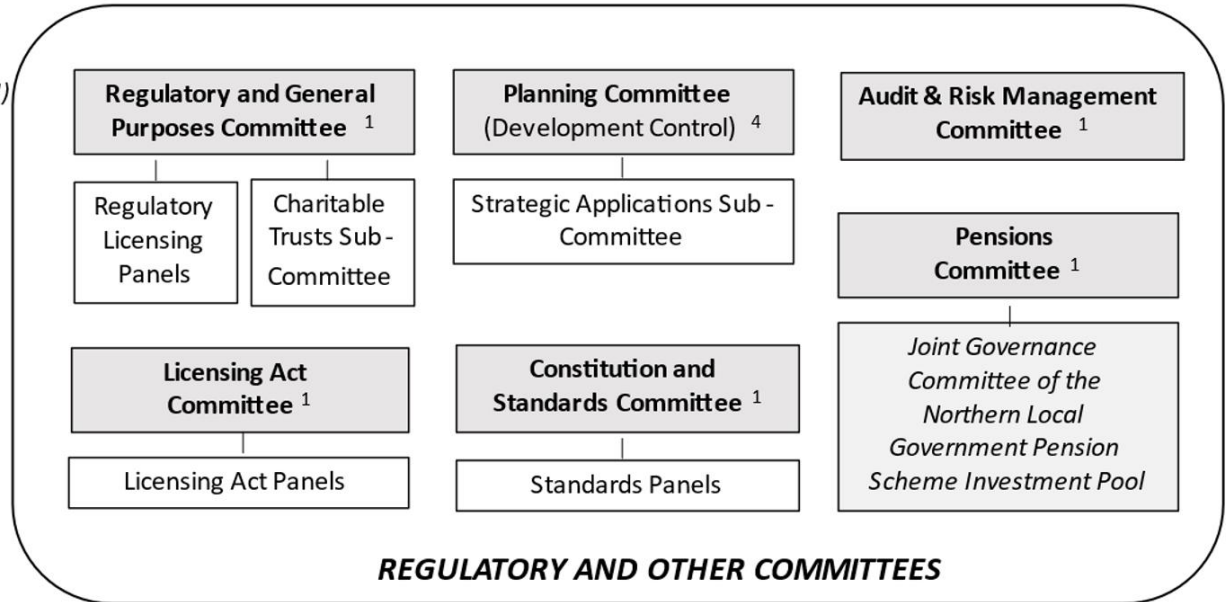 Regulatory and General
Purposes Committee 1
Regulatory
Licensing
Panels
Charitable
Trusts Sub-
Committee
Planning Committee
(Development Control) 4
Strategic Applications Sub-
Committee
Audit & Risk Management
Committee 1
Pensions
Committee 1
Joint Governance
Committee of the
Northern Local
Government Pension
Scheme Investment Pool
Licensing Act
Committee 1
Licensing Act Panels
Constitution and
Standards Committee 1
Standards Panels
REGULATORY AND OTHER COMMITTEES